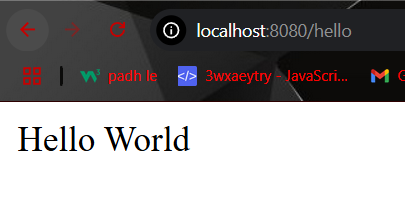 localhost:8080/hello
padh le
3wxaeytry - JavaScri...
Hello World